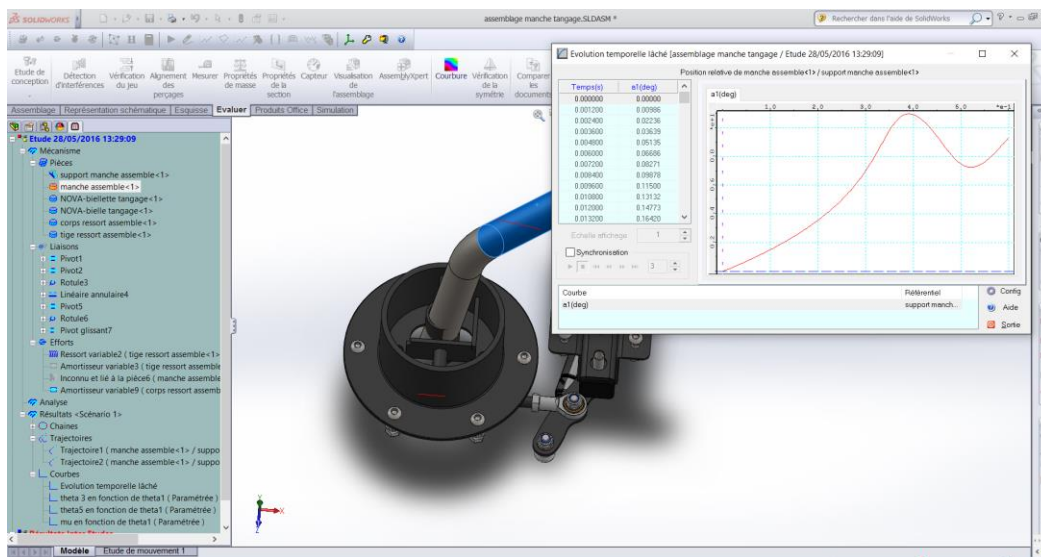 SOLIDWORKS
assemblage manche tangage.SLDASM *
Rechercher dans l'aide de SolidWorks
Etude de conception
Détection d'interférences
Vérification du jeu
Alignement des perçages
Mesurer
Propriétés de masse
Propriétés de la section
Capteur
Visualisation de l'assemblage
AssemblyXpert
Courbure
Vérification de la symétrie
Comparer les documents
Assemblage
Représentation schématique
Esquisse
Evaluer
Produits Office
Simulation
Etude 28/05/2016 13:29:09
Mécanisme
Pièces
support manche assemble<1>
manche assemble<1>
NOVA-biellette tangage<1>
NOVA-bielle tangage<1>
corps ressort assemble<1>
tige ressort assemble<1>
Liaisons
Pivot1
Pivot2
Rotule3
Linéaire annulaire4
Pivot5
Rotule6
Pivot glissant7
Efforts
Ressort variable2 ( tige ressort assemble<1>
Amortisseur variable3 ( tige ressort assemble
Inconnu et lié à la pièce6 ( manche assemble
Amortisseur variable9 ( corps ressort assemb
Analyse
Résultats <Scénario 1>
Chaines
Trajectoires
Trajectoire1 ( manche assemble<1> / suppo
Trajectoire2 ( manche assemble<1> / suppo
Courbes
Evolution temporelle lâché
theta 3 en fonction de theta1 ( Paramétrée )
theta5 en fonction de theta1 ( Paramétrée )
mu en fonction de theta1 ( Paramétrée )
Modèle
Etude de mouvement 1
Evolution temporelle lâché [assemblage manche tangage / Etude 28/05/2016 13:29:09]
Position relative de manche assemble<1> / support manche assemble<1>
Temps(s) a1(deg)
0.000000 0.00000
0.001200 0.00986
0.002400 0.02236
0.003600 0.03639
0.004800 0.05135
0.006000 0.06686
0.007200 0.08271
0.008400 0.09878
0.009600 0.11500
0.010800 0.13132
0.012000 0.14773
0.013200 0.16420
Echelle affichage 1
Synchronisation
3
a1(deg)
1,0 2,0 3,0 4,0 5,0 *e-1
*e+1
0,8
0,6
0,4
0,2
Courbe Référentiel
a1(deg) support manch...
Config
Aide
Sortie
Y
X
Z